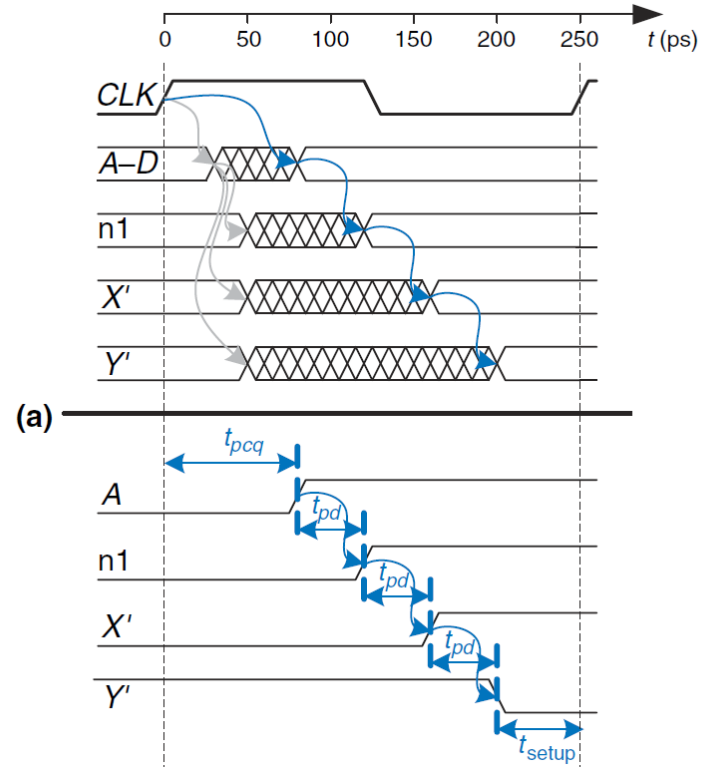 0 50 100 150 200 250 t (ps)
CLK
A–D
n1
X'
Y'
(a)
tpcq
A
tpd
n1
tpd
X'
tpd
Y'
tsetup